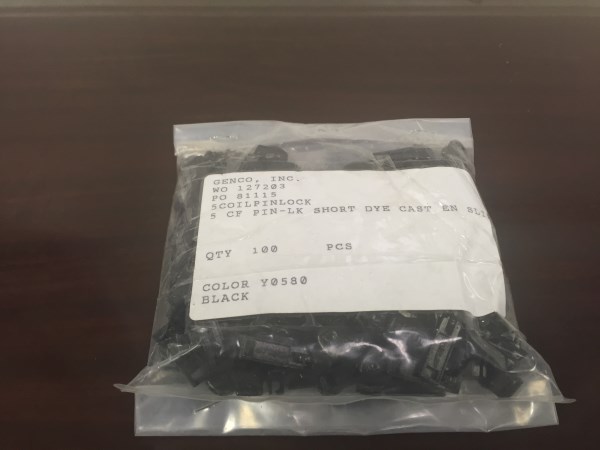 GENCO, INC.
WO 127203
PO 81115
5COILPINLOCK
5 CF PIN-LK SHORT DYE CAST EN SLI
QTY 100 PCS
COLOR Y0580
BLACK